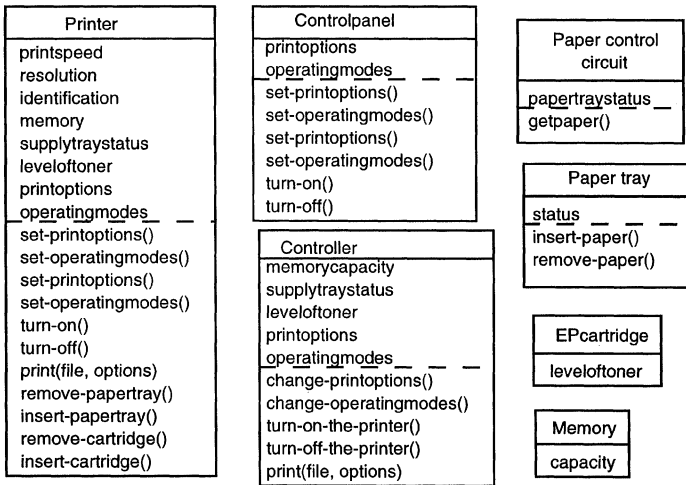 Printer
printspeed
resolution
identification
memory
supplytraystatus
leveloftoner
printoptions
operatingmodes
set-printoptions()
set-operatingmodes()
set-printoptions()
set-operatingmodes()
turn-on()
turn-off()
print(file, options)
remove-papertray()
insert-papertray()
remove-cartridge()
insert-cartridge()
Controlpanel
printoptions
operatingmodes
set-printoptions()
set-operatingmodes()
set-printoptions()
set-operatingmodes()
turn-on()
turn-off()
Controller
memorycapacity
supplytraystatus
leveloftoner
printoptions
operatingmodes
change-printoptions()
change-operatingmodes()
turn-on-the-printer()
turn-off-the-printer()
print(file, options)
Paper control
circuit
papertraystatus
getpaper()
Paper tray
status
insert-paper()
remove-paper()
EPcartridge
leveloftoner
Memory
capacity